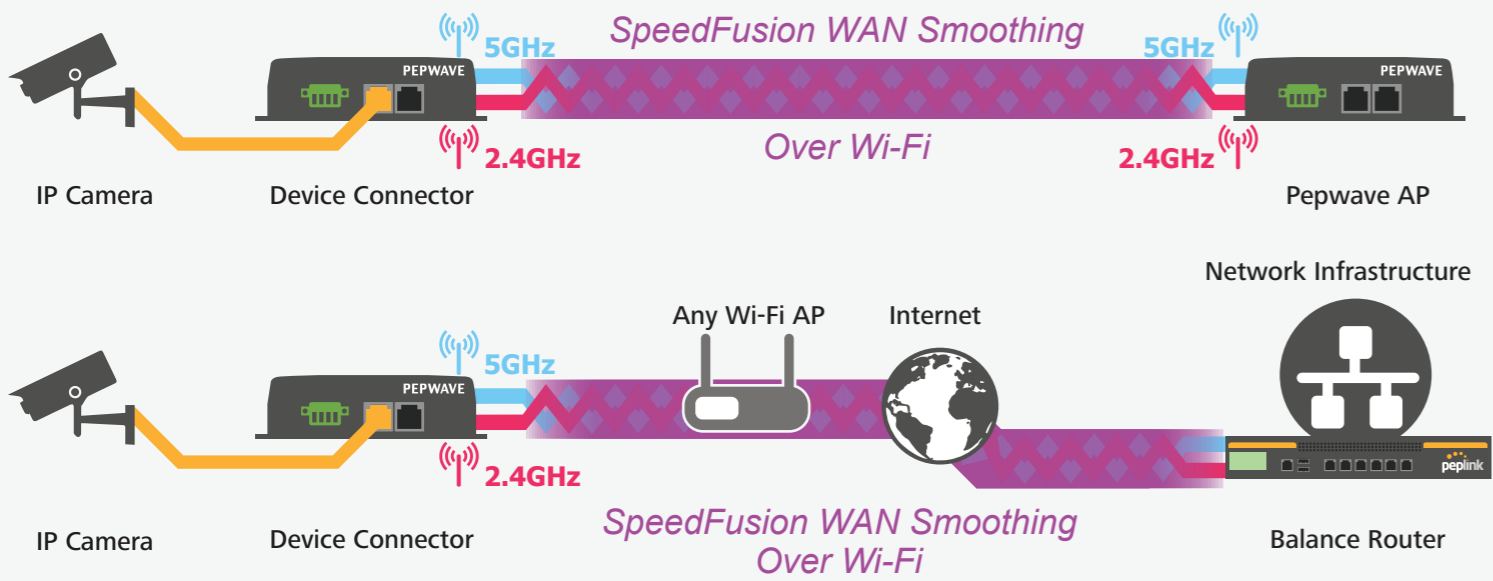 SpeedFusion WAN Smoothing
5GHz
5GHz
PEPWAVE
PEPWAVE
Over Wi-Fi
2.4GHz
2.4GHz
IP Camera
Device Connector
Pepwave AP
Network Infrastructure
Any Wi-Fi AP
Internet
5GHz
PEPWAVE
peplink
2.4GHz
SpeedFusion WAN Smoothing
Over Wi-Fi
IP Camera
Device Connector
Balance Router